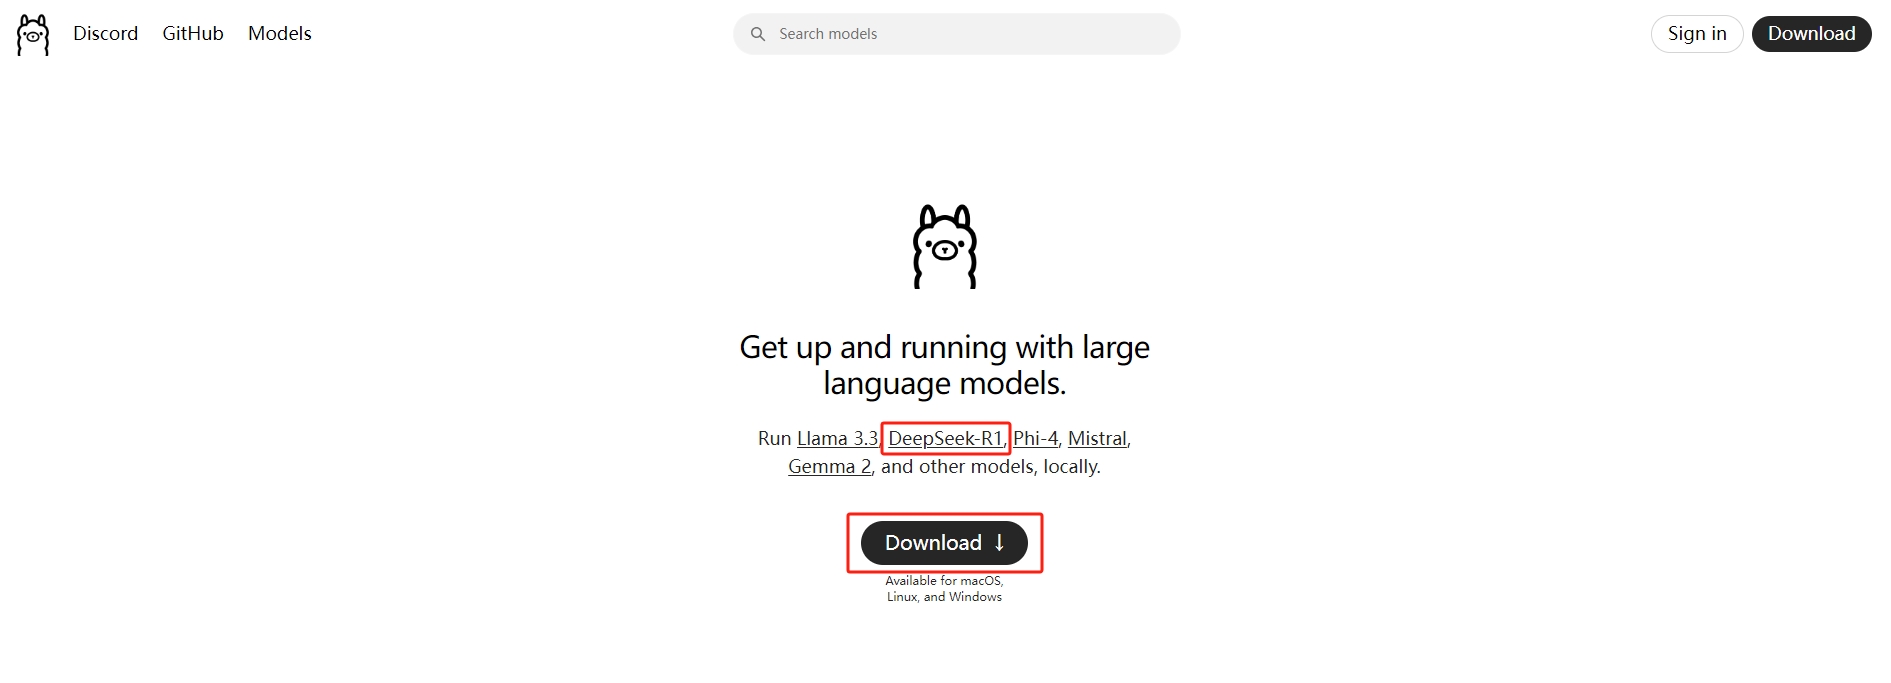 Discord GitHub Models Search models Sign in Download
Get up and running with large
language models.
Run Llama 3.3, DeepSeek-R1, Phi-4, Mistral,
Gemma 2, and other models, locally.
Download ↓
Available for macOS,
Linux, and Windows